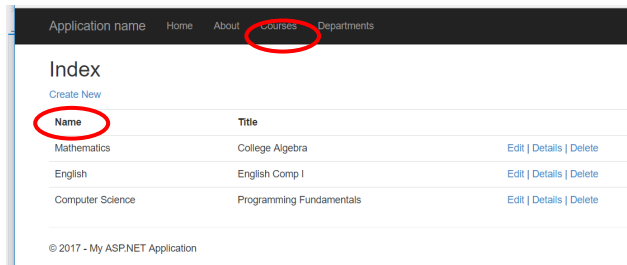 Application name Home About Courses Departments
Index
Create New
Name Title
Mathematics College Algebra Edit | Details | Delete
English English Comp I Edit | Details | Delete
Computer Science Programming Fundamentals Edit | Details | Delete
© 2017 - My ASP.NET Application